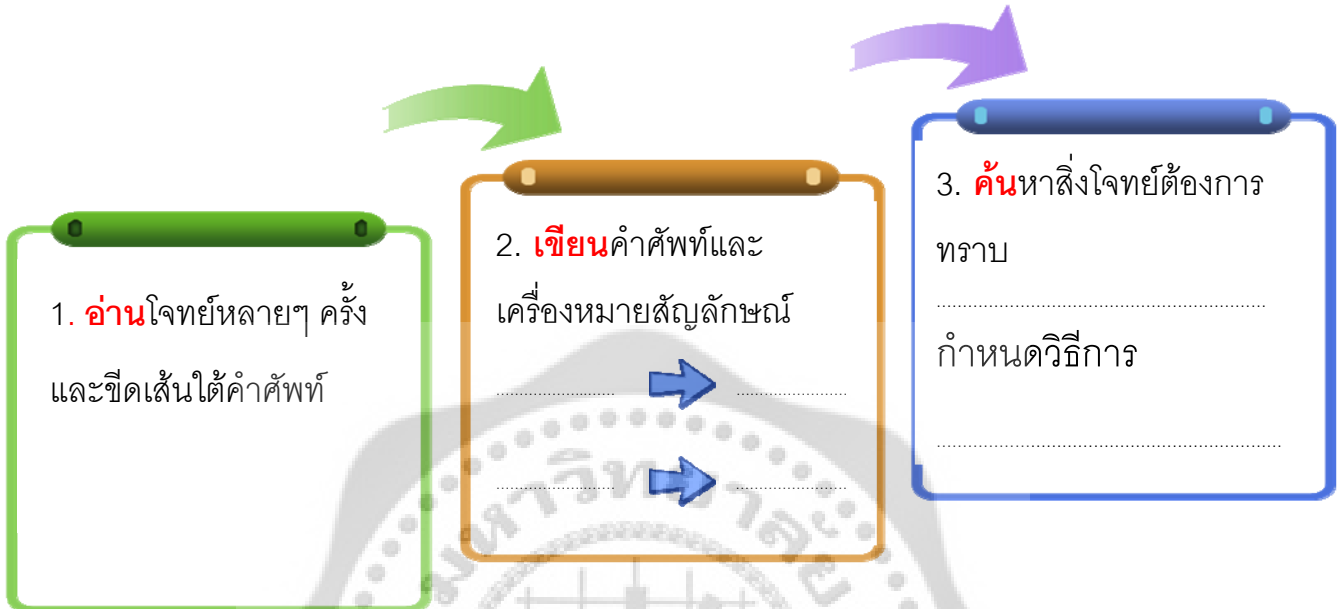 1. อ่านโจทย์หลายๆ ครั้ง
และขีดเส้นใต้คำศัพท์
2. เขียนคำศัพท์และ
เครื่องหมายสัญลักษณ์
.................... ....................
.................... ....................
3. ค้นหาสิ่งโจทย์ต้องการ
ทราบ
............................................................
กำหนดวิธีการ
............................................................